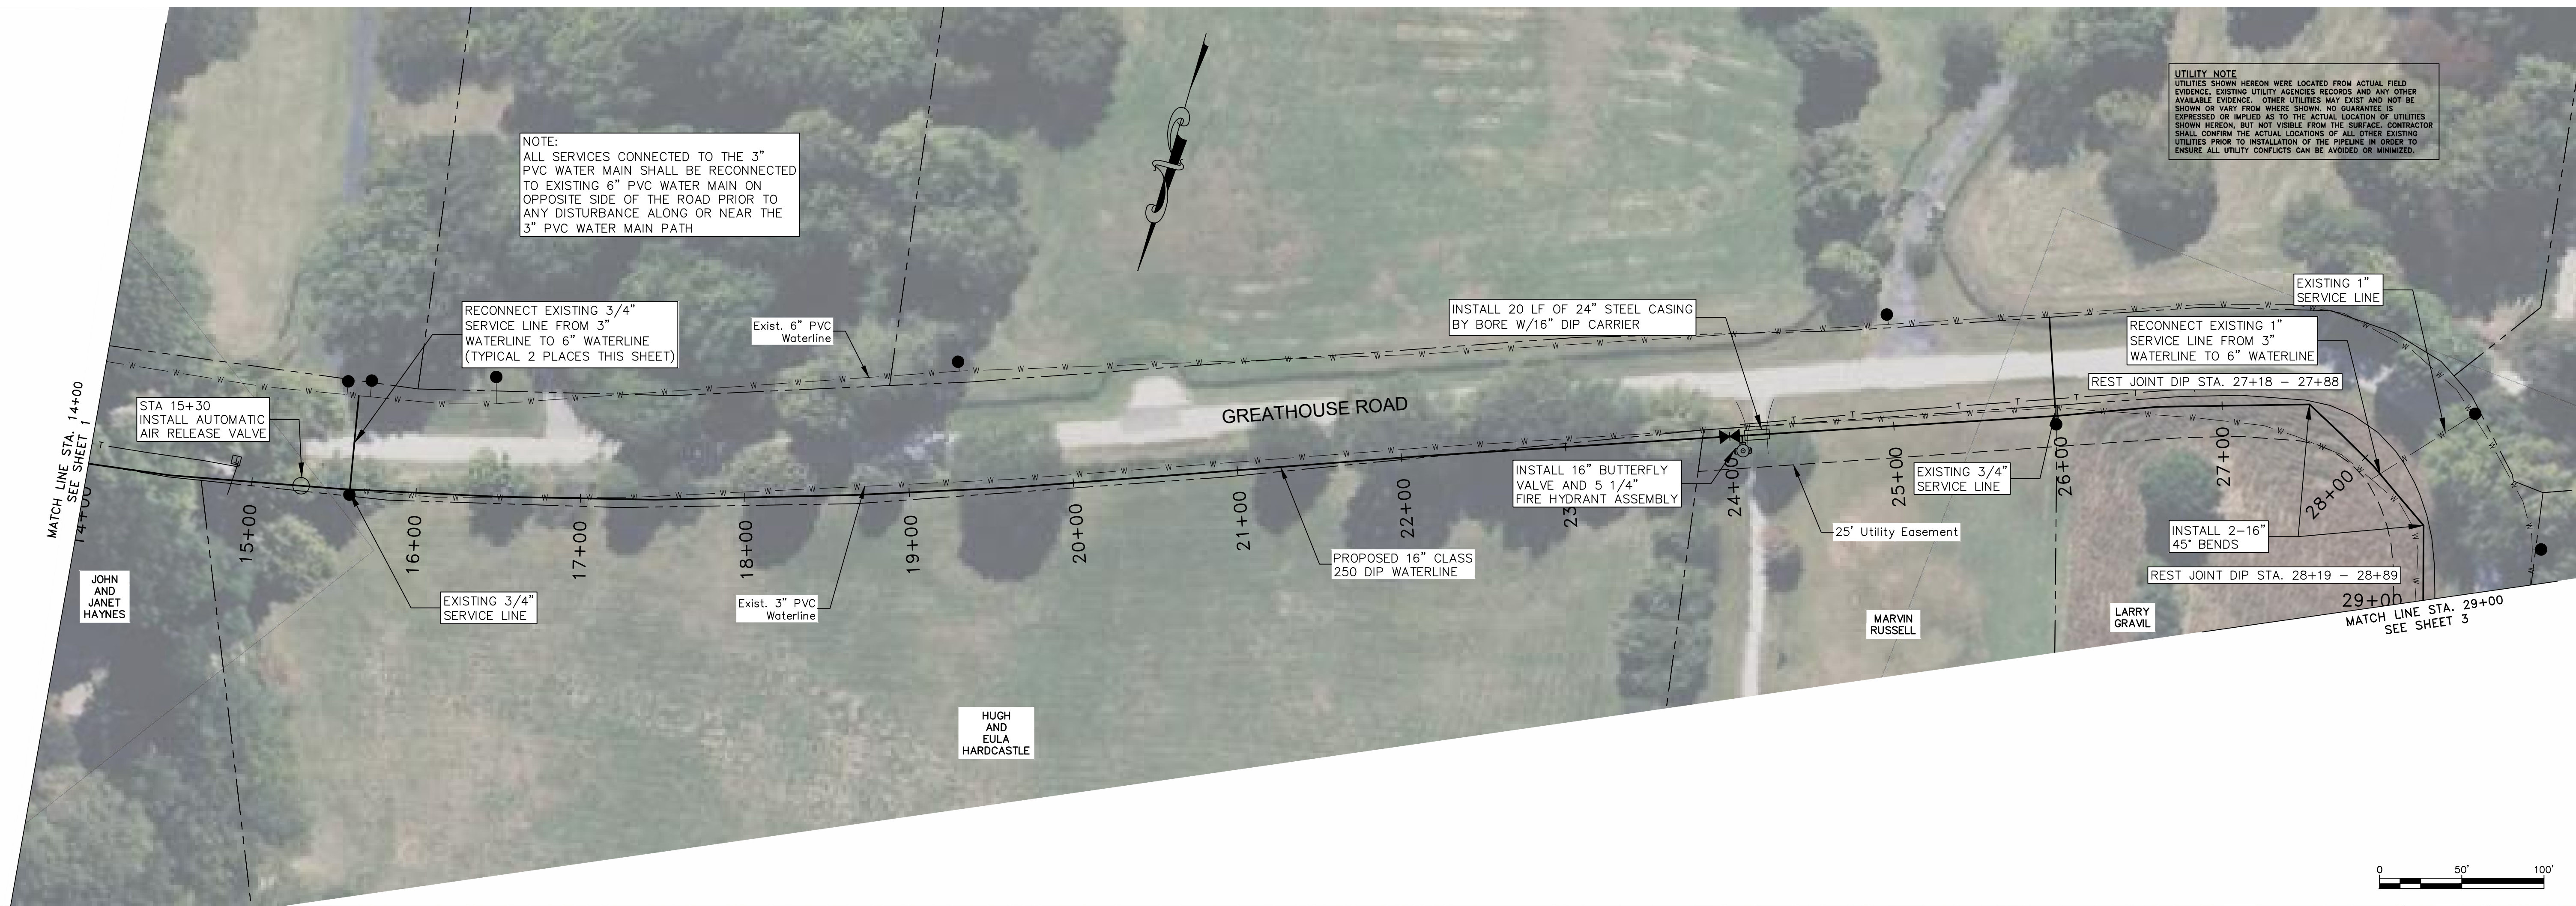 UTILITY NOTE
UTILITIES SHOWN HEREON WERE LOCATED FROM ACTUAL FIELD
EVIDENCE, EXISTING UTILITY AGENCIES RECORDS AND ANY OTHER
AVAILABLE EVIDENCE. OTHER UTILITIES MAY EXIST AND NOT BE
SHOWN OR VARY FROM WHERE SHOWN. NO GUARANTEE IS
EXPRESSED OR IMPLIED AS TO THE ACTUAL LOCATION OF UTILITIES
SHOWN HEREON, BUT NOT VISIBLE FROM THE SURFACE. CONTRACTOR
SHALL CONFIRM THE ACTUAL LOCATIONS OF ALL OTHER EXISTING
UTILITIES PRIOR TO INSTALLATION OF THE PIPELINE IN ORDER TO
ENSURE ALL UTILITY CONFLICTS CAN BE AVOIDED OR MINIMIZED.
NOTE:
ALL SERVICES CONNECTED TO THE 3"
PVC WATER MAIN SHALL BE RECONNECTED
TO EXISTING 6" PVC WATER MAIN ON
OPPOSITE SIDE OF THE ROAD PRIOR TO
ANY DISTURBANCE ALONG OR NEAR THE
3" PVC WATER MAIN PATH
RECONNECT EXISTING 3/4"
SERVICE LINE FROM 3"
WATERLINE TO 6" WATERLINE
(TYPICAL 2 PLACES THIS SHEET)
Exist. 6" PVC
Waterline
INSTALL 20 LF OF 24" STEEL CASING
BY BORE W/16" DIP CARRIER
EXISTING 1"
SERVICE LINE
RECONNECT EXISTING 1"
SERVICE LINE FROM 3"
WATERLINE TO 6" WATERLINE
REST JOINT DIP STA. 27+18 - 27+88
STA 15+30
INSTALL AUTOMATIC
AIR RELEASE VALVE
MATCH LINE STA. 14+00
SEE SHEET 1
GREATHOUSE ROAD
14+00
15+00
16+00
17+00
18+00
19+00
20+00
21+00
22+00
23
24+00
25+00
26+00
27+00
28+00
29+00
INSTALL 16" BUTTERFLY
VALVE AND 5 1/4"
FIRE HYDRANT ASSEMBLY
EXISTING 3/4"
SERVICE LINE
25' Utility Easement
INSTALL 2-16"
45° BENDS
PROPOSED 16" CLASS
250 DIP WATERLINE
REST JOINT DIP STA. 28+19 - 28+89
JOHN
AND
JANET
HAYNES
EXISTING 3/4"
SERVICE LINE
Exist. 3" PVC
Waterline
MARVIN
RUSSELL
LARRY
GRAVIL
MATCH LINE STA. 29+00
SEE SHEET 3
HUGH
AND
EULA
HARDCASTLE
0 50' 100'